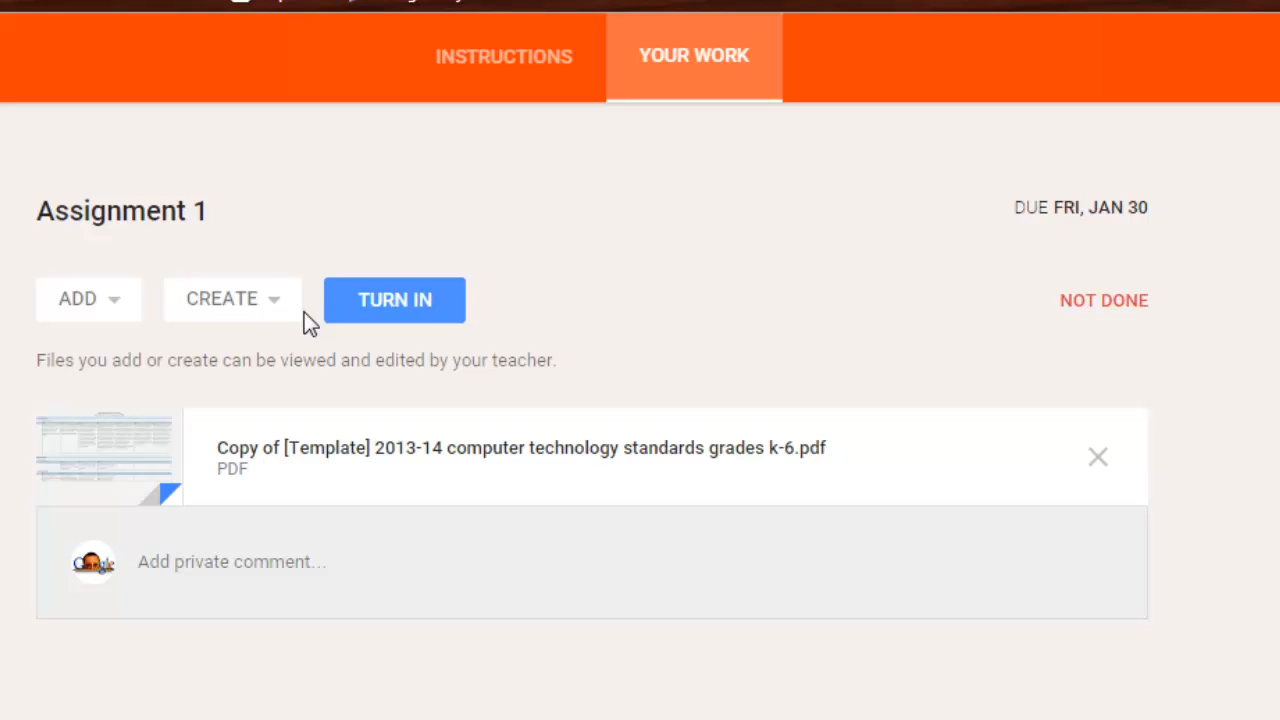 INSTRUCTIONS
YOUR WORK
Assignment 1
DUE FRI, JAN 30
ADD
CREATE
TURN IN
NOT DONE
Files you add or create can be viewed and edited by your teacher.
Copy of [Template] 2013-14 computer technology standards grades k-6.pdf
PDF
Google
Add private comment...